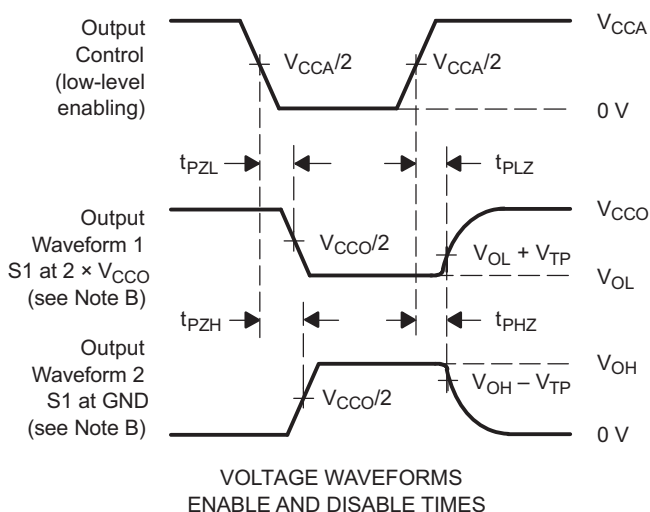 Output
Control
(low-level
enabling)
V_CCA/2
V_CCA/2
V_CCA
0 V
t_PZL
t_PLZ
Output
Waveform 1
S1 at 2 × V_CCO
(see Note B)
V_CCO/2
V_OL + V_TP
V_CCO
V_OL
t_PZH
t_PHZ
Output
Waveform 2
S1 at GND
(see Note B)
V_CCO/2
V_OH – V_TP
V_OH
0 V
VOLTAGE WAVEFORMS
ENABLE AND DISABLE TIMES